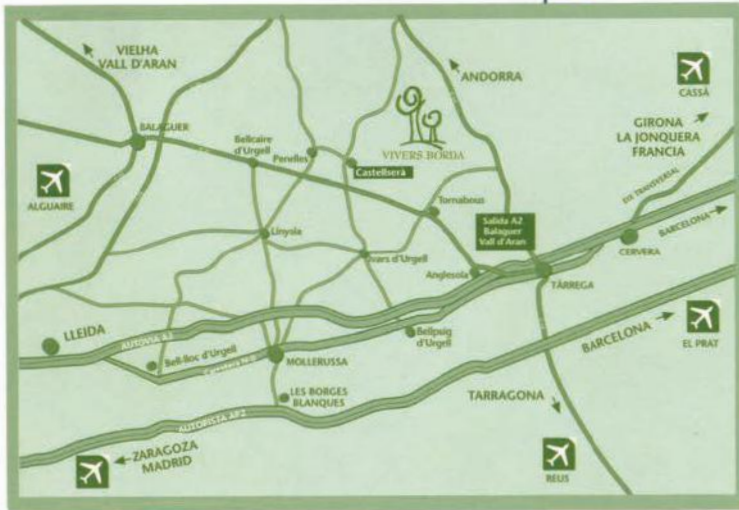 VIELHA
VALL D'ARAN
ANDORRA
CASSÀ
GIRONA
LA JONQUERA
FRANCIA
BALAGUER
Bellcaire
d'Urgell
Penelles
VIVERS BORDA
Castellserà
EIX TRANSVERSAL
ALGUAIRE
Tornabous
Salida A2
Balaguer
Vall d'Aran
BARCELONA
Linyola
Ivars d'Urgell
CERVERA
Anglesola
TÀRREGA
LLEIDA
AUTOVIA A2
Bell-lloc d'Urgell
Carretera N-II
MOLLERUSSA
Bellpuig
d'Urgell
BARCELONA
EL PRAT
LES BORGES
BLANQUES
TARRAGONA
AUTOPISTA AP2
ZARAGOZA
MADRID
REUS